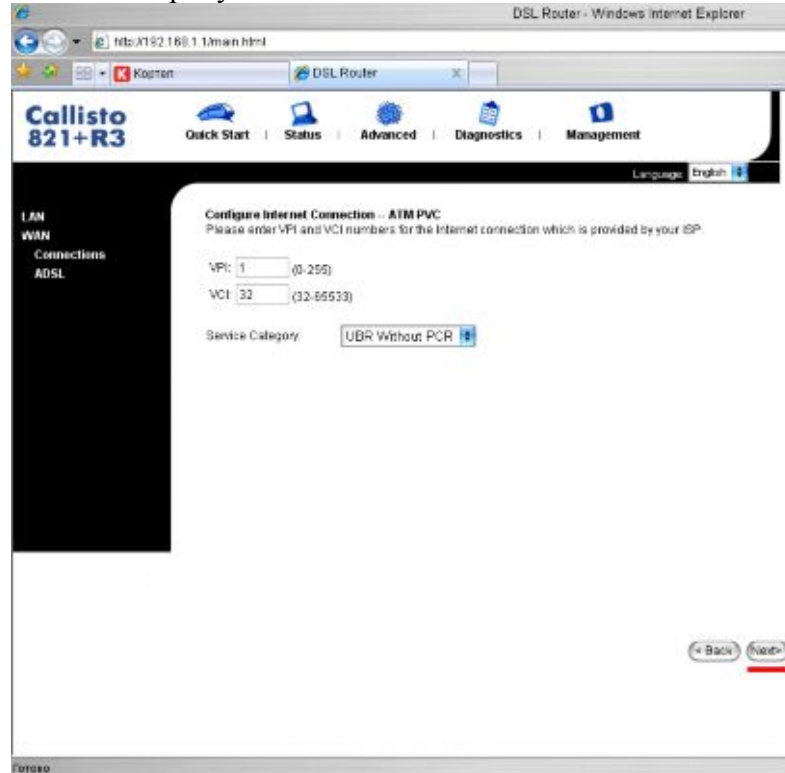 DSL Router - Windows Internet Explorer
http://192.168.1.1/main.html
DSL Router
Callisto
821+R3
Quick Start | Status | Advanced | Diagnostics | Management
Language: English
LAN
WAN
Connections
ADSL
Configure Internet Connection -- ATM PVC
Please enter VPI and VCI numbers for the Internet connection which is provided by your ISP.
VPI: 1 (0-255)
VCI: 32 (32-65533)
Service Category: UBR Without PCR
< Back Next>
Готово